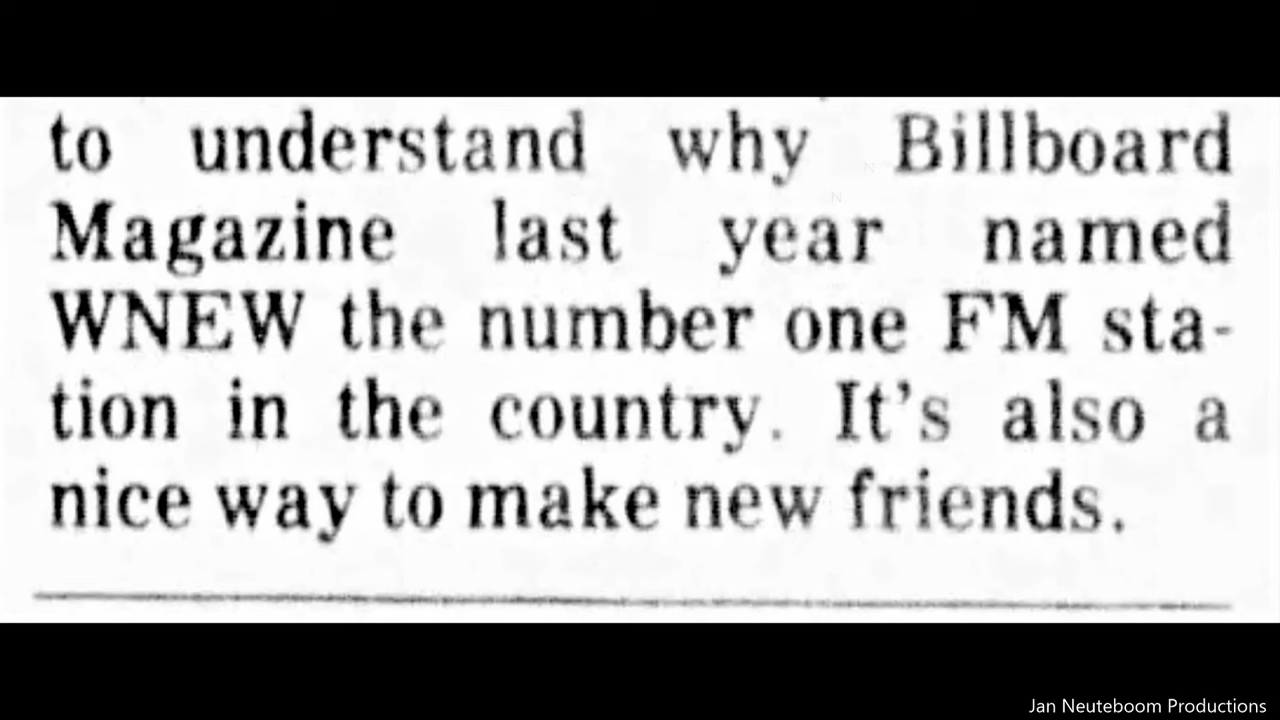 to understand why Billboard
Magazine last year named
WNEW the number one FM sta-
tion in the country. It's also a
nice way to make new friends.
Jan Neuteboom Productions